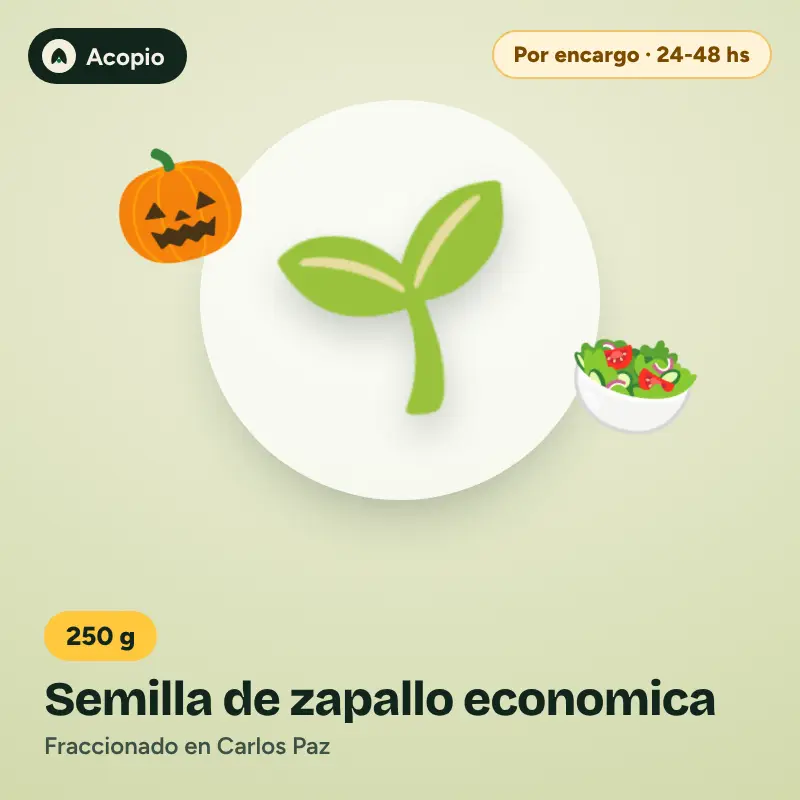 Acopio
Por encargo · 24-48 hs
250 g
Semilla de zapallo economica
Fraccionado en Carlos Paz